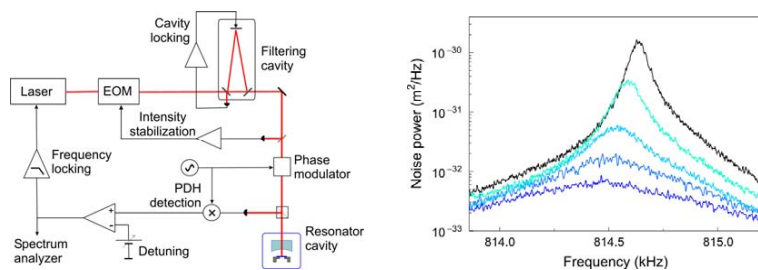 Cavity
locking
Filtering
cavity
Laser
EOM
Intensity
stabilization
Frequency
locking
Phase
modulator
PDH
detection
+
-
Resonator
cavity
Spectrum
analyzer
Detuning
Noise power (m²/Hz)
10⁻³⁰
10⁻³¹
10⁻³²
10⁻³³
814.0
814.5
815.0
Frequency (kHz)